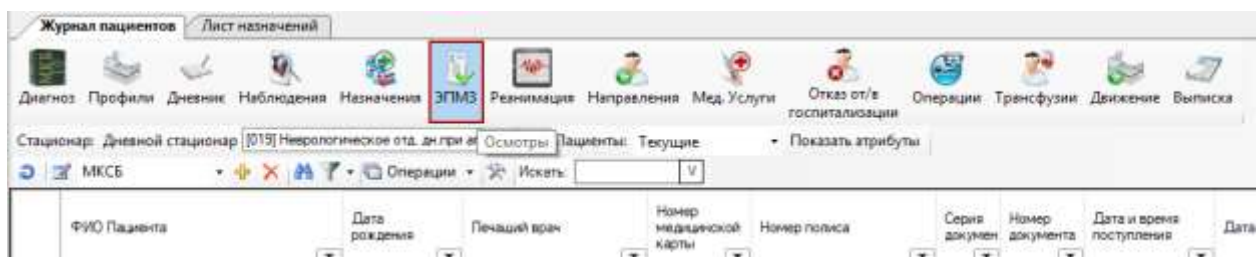 Журнал пациентов Лист назначений
Диагноз Профили Дневник Наблюдения Назначения ЭПМЗ Реанимация Направления Мед. Услуги Отказ от/в госпитализации Операции Трансфузии Движение Выписка
Стационар: Дневной стационар [019] Неврологическое отд. дн.при Осмотры Пациенты: Текущие Показать атрибуты
МКСБ Операции Искать: V
ФИО Пациента Дата рождения Лечащий врач Номер медицинской карты Номер полиса Серия докумен Номер документа Дата и время поступления Дата